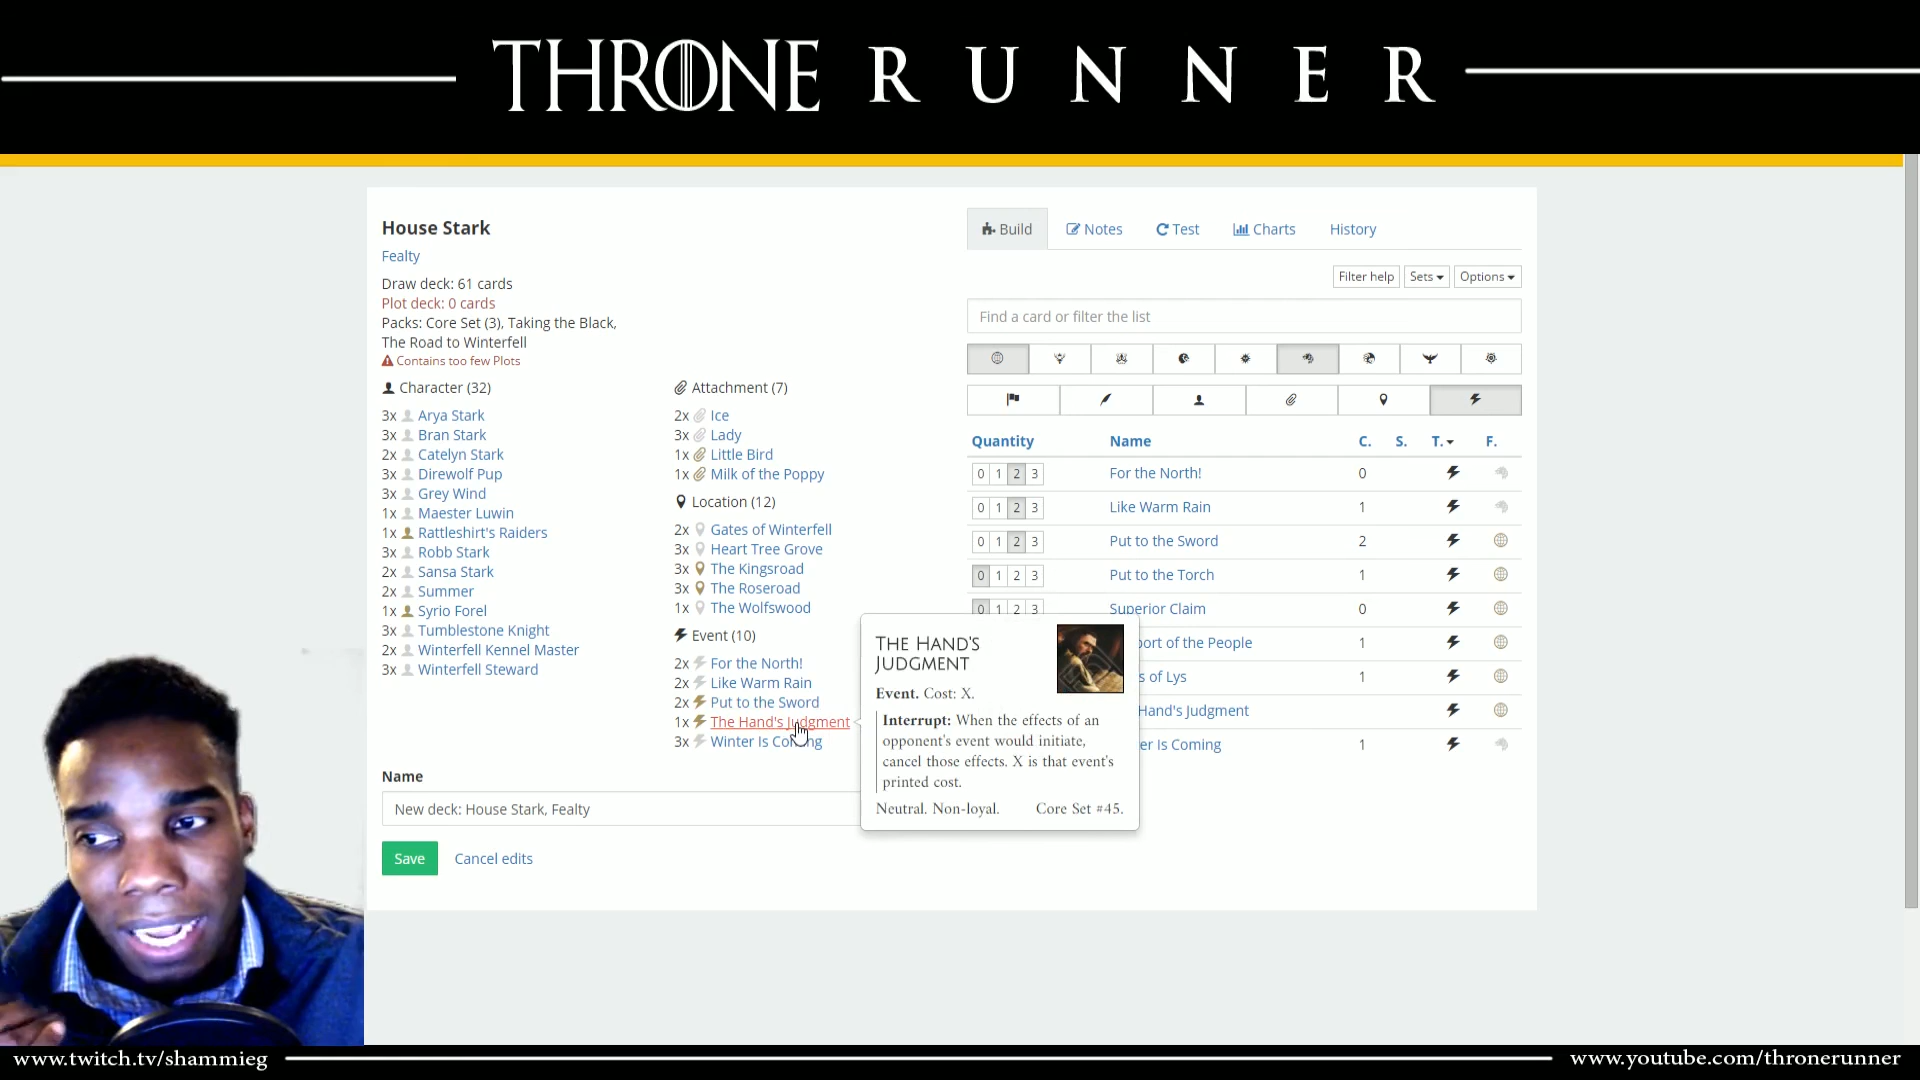 THRONE RUNNER
House Stark
Fealty
Draw deck: 61 cards
Plot deck: 0 cards
Packs: Core Set (3), Taking the Black,
The Road to Winterfell
Contains too few Plots
Character (32)
3x Arya Stark
3x Bran Stark
2x Catelyn Stark
3x Direwolf Pup
3x Grey Wind
1x Maester Luwin
1x Rattleshirt's Raiders
3x Robb Stark
2x Sansa Stark
2x Summer
1x Syrio Forel
3x Tumblestone Knight
2x Winterfell Kennel Master
3x Winterfell Steward
Attachment (7)
2x Ice
3x Lady
1x Little Bird
1x Milk of the Poppy
Location (12)
2x Gates of Winterfell
3x Heart Tree Grove
3x The Kingsroad
3x The Roseroad
1x The Wolfswood
Event (10)
2x For the North!
2x Like Warm Rain
2x Put to the Sword
1x The Hand's Judgment
3x Winter Is Coming
Name
New deck: House Stark, Fealty
Save Cancel edits
Build Notes Test Charts History
Filter help Sets Options
Find a card or filter the list
Quantity Name C. S. T. F.
0 1 2 3 For the North! 0
0 1 2 3 Like Warm Rain 1
0 1 2 3 Put to the Sword 2
0 1 2 3 Put to the Torch 1
0 1 2 3 Superior Claim 0
port of the People 1
s of Lys 1
Hand's Judgment
er Is Coming 1
THE HAND'S
JUDGMENT
Event. Cost: X.
Interrupt: When the effects of an
opponent's event would initiate,
cancel those effects. X is that event's
printed cost.
Neutral. Non-loyal. Core Set #45.
www.twitch.tv/shammieg
www.youtube.com/thronerunner